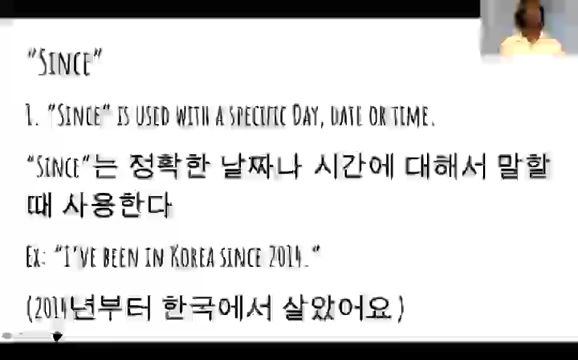 "Since"
1. "Since" is used with a specific Day, date or time.
"Since"는 정확한 날짜나 시간에 대해서 말할
때 사용한다
Ex: "I've been in Korea since 2014."
(2014년부터 한국에서 살았어요)